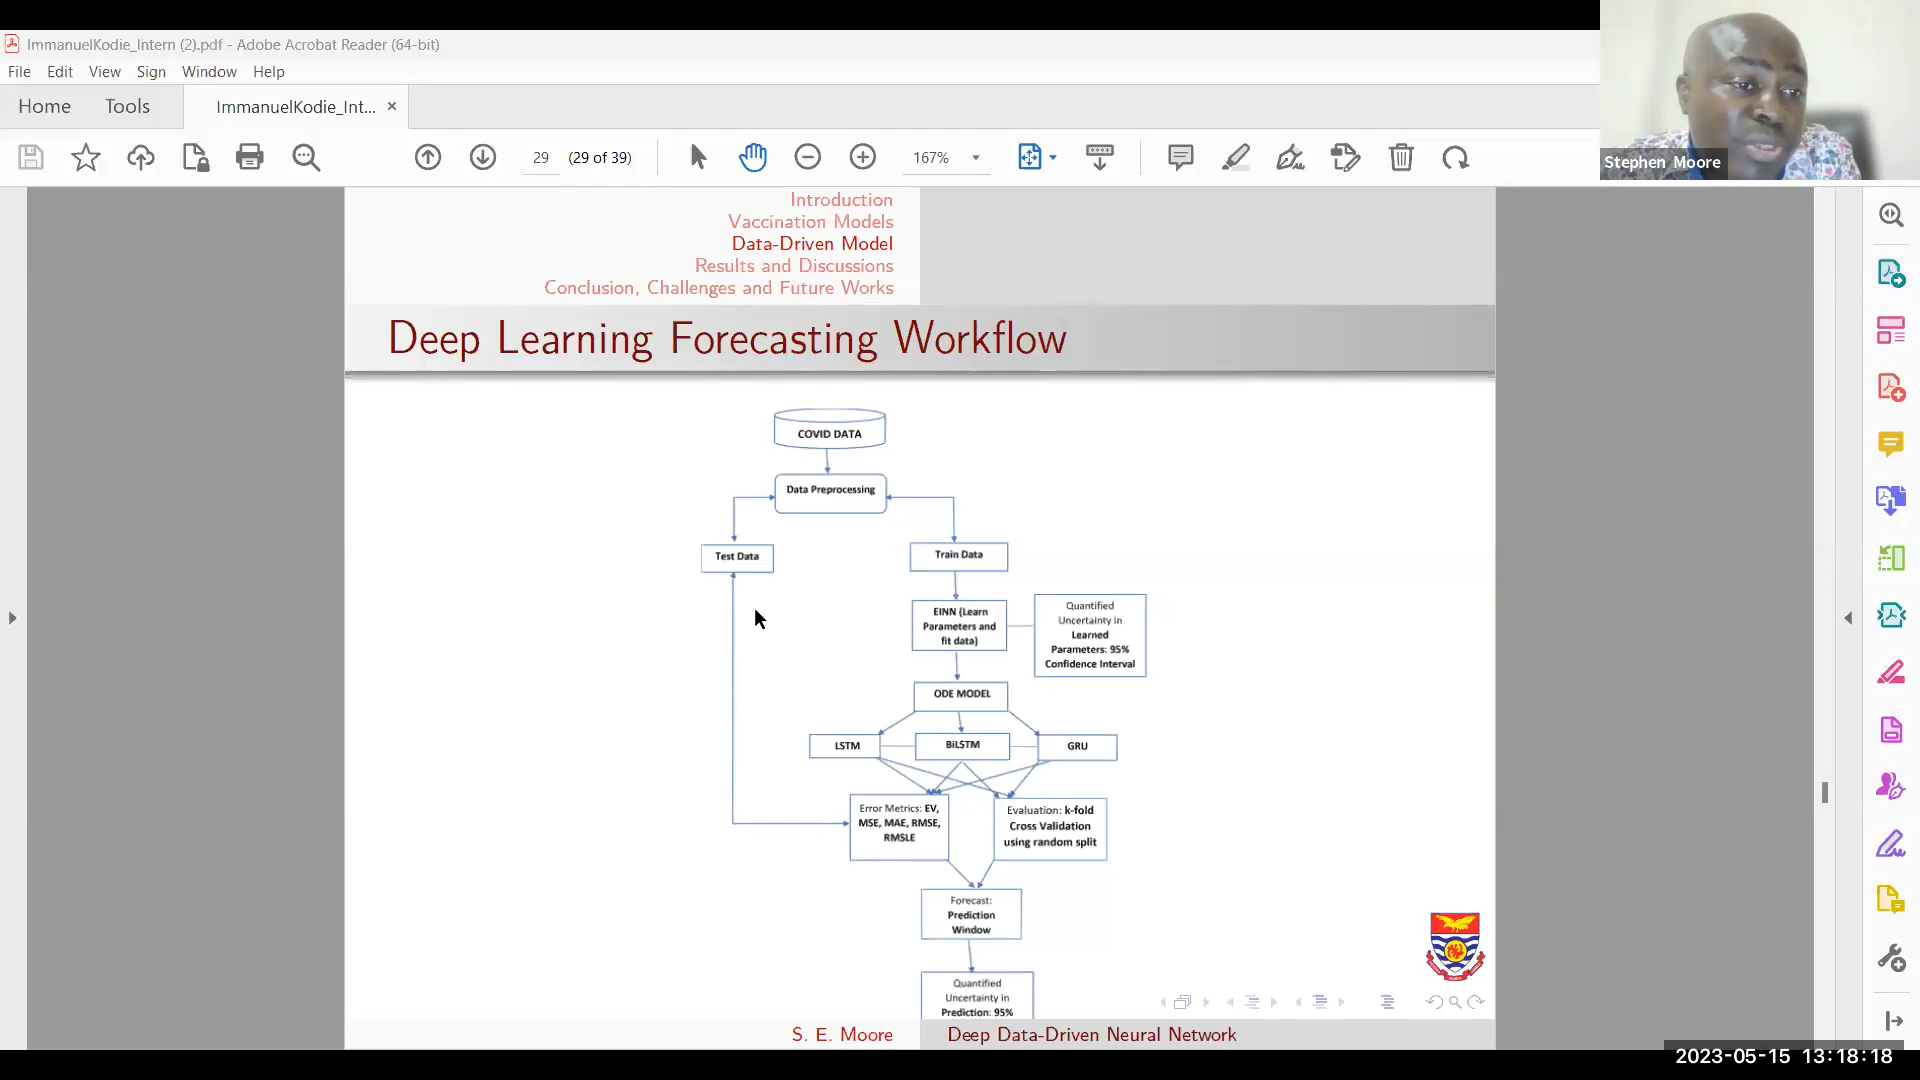 ImmanuelKodie_Intern (2).pdf - Adobe Acrobat Reader (64-bit)
File Edit View Sign Window Help
Home Tools ImmanuelKodie_Int... ×
29 (29 of 39) 167%
Stephen Moore
Introduction
Vaccination Models
Data-Driven Model
Results and Discussions
Conclusion, Challenges and Future Works
Deep Learning Forecasting Workflow
COVID DATA
Data Preprocessing
Test Data
Train Data
EINN (Learn
Parameters and
fit data)
Quantified
Uncertainty in
Learned
Parameters: 95%
Confidence Interval
ODE MODEL
LSTM
BiLSTM
GRU
Error Metrics: EV,
MSE, MAE, RMSE,
RMSLE
Evaluation: k-fold
Cross Validation
using random split
Forecast:
Prediction
Window
Quantified
Uncertainty in
Prediction: 95%
S. E. Moore Deep Data-Driven Neural Network
2023-05-15 13:18:18